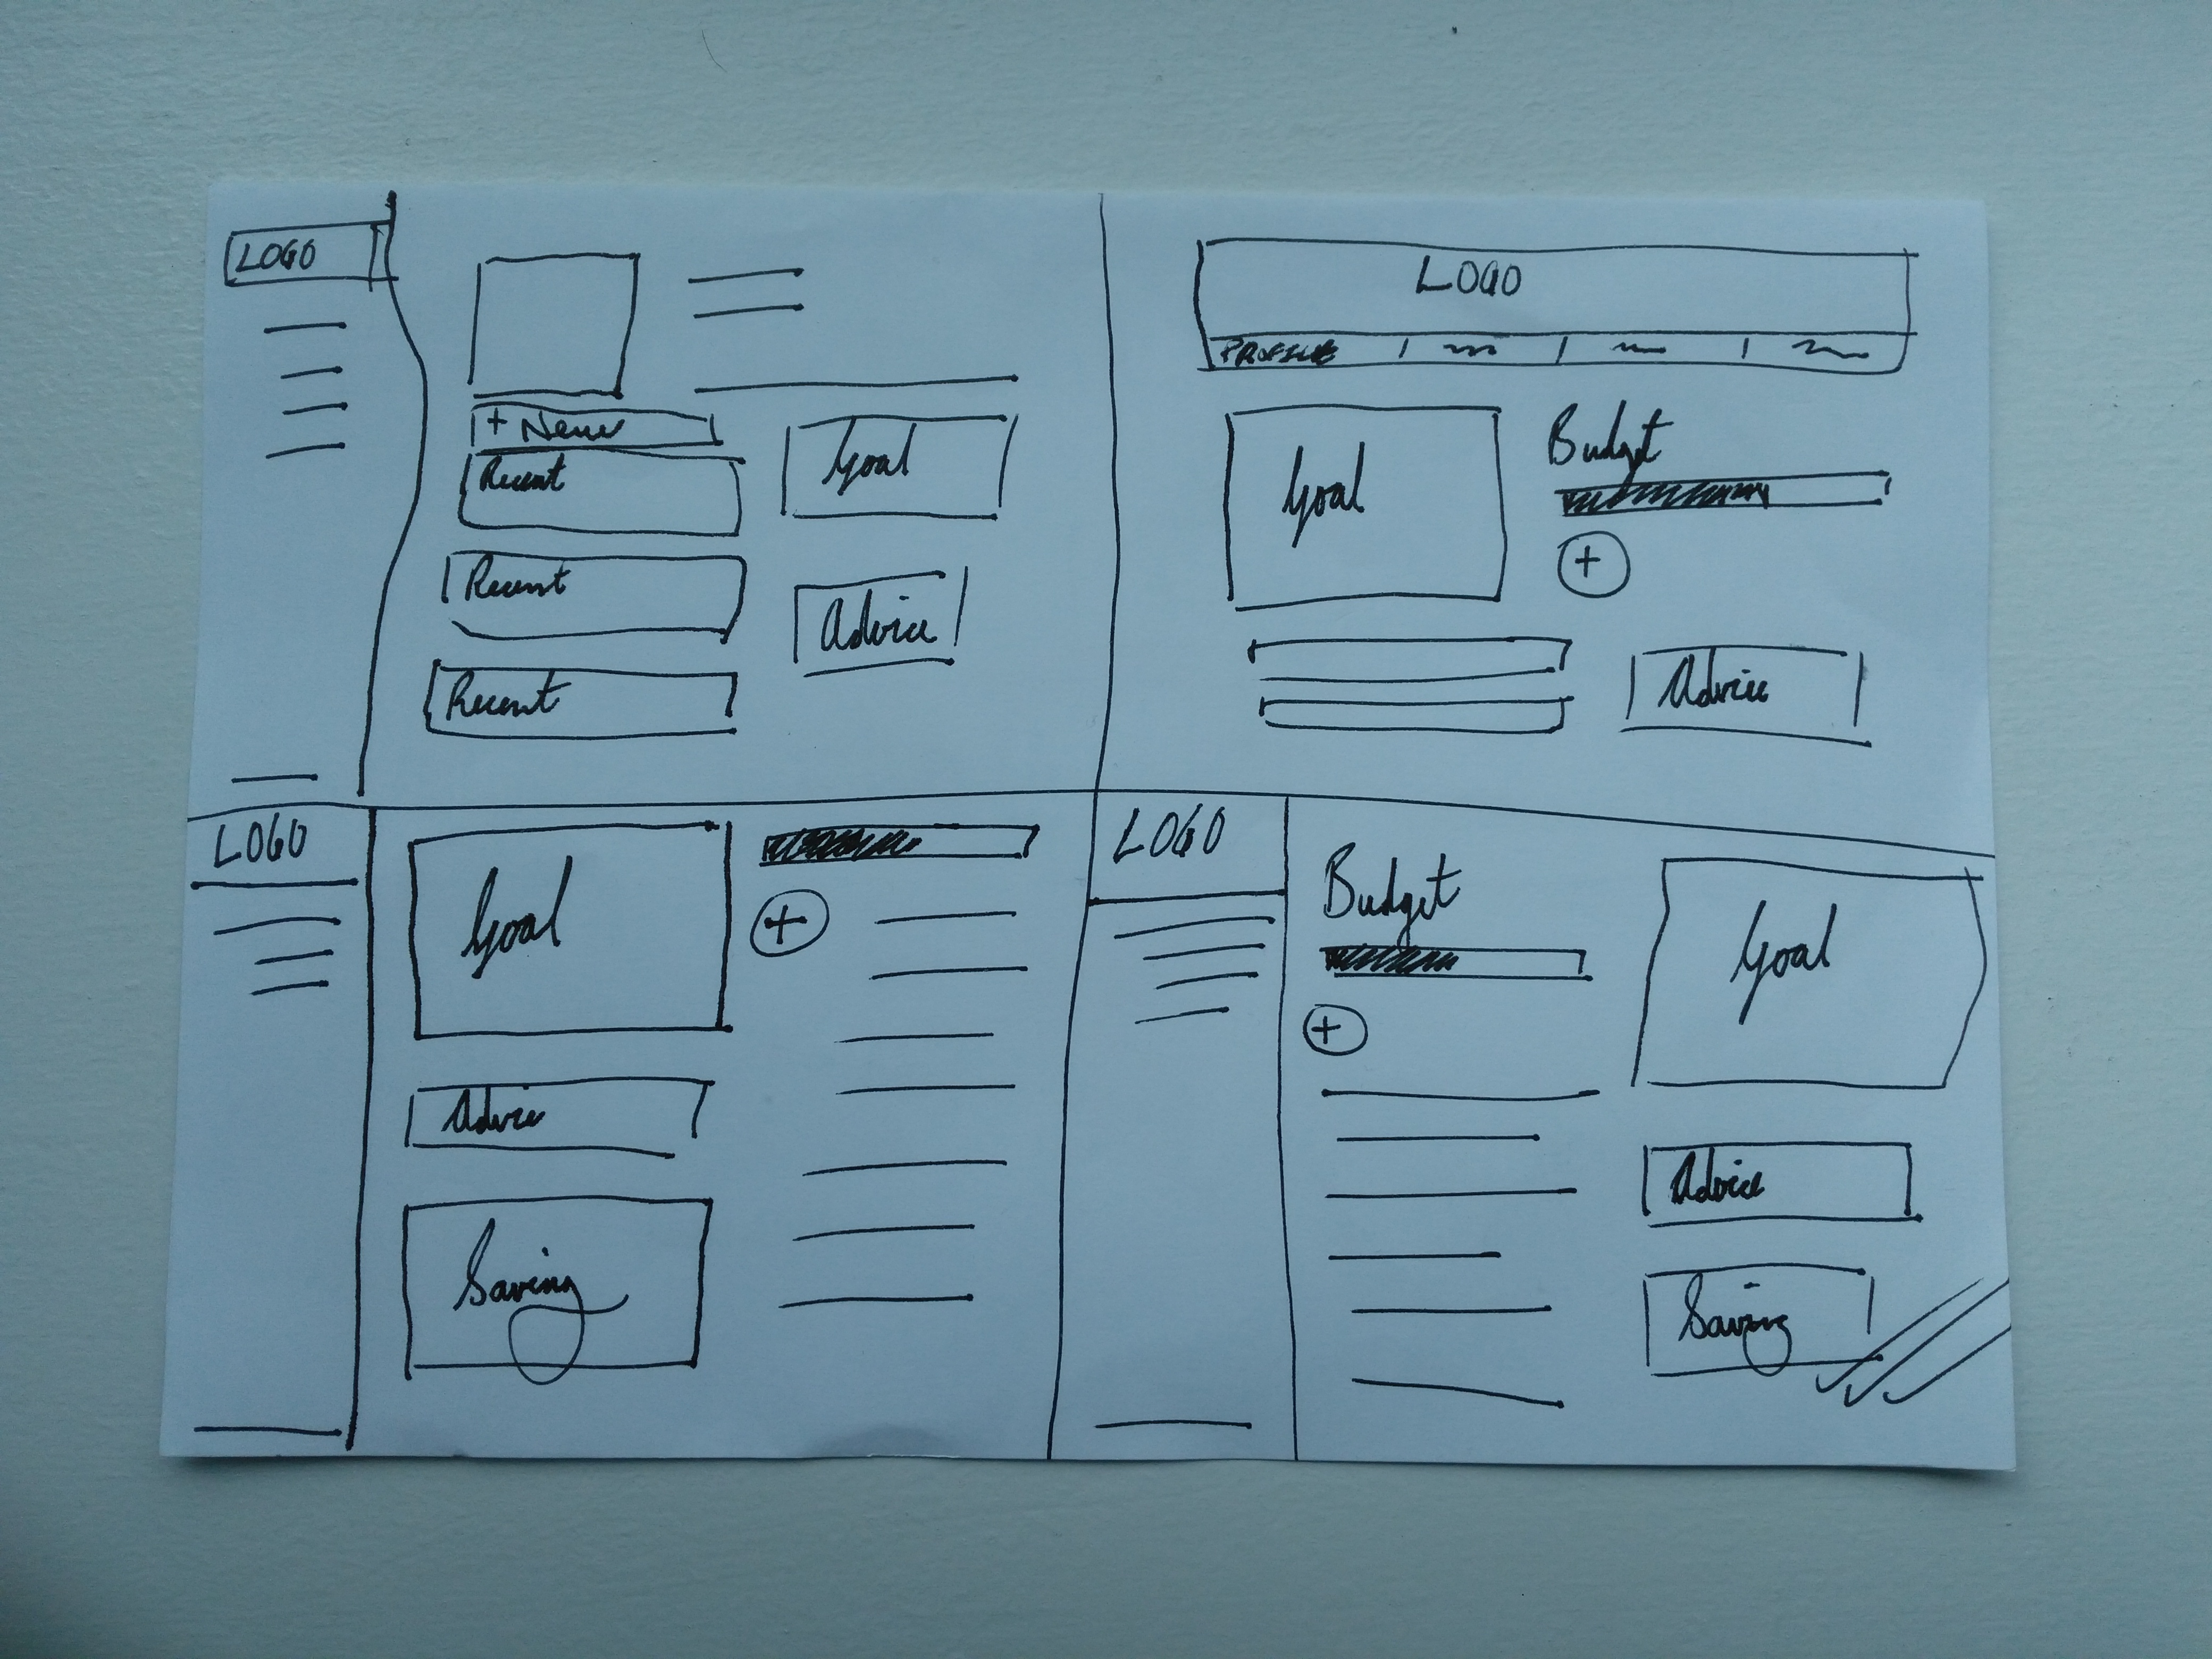 LOGO
+ New
Recent
Goal
Recent
Advice
Recent
LOGO
PROFILE
Goal
Budget
+
Advice
LOGO
Goal
+
Advice
Saving
LOGO
Budget
Goal
+
Advice
Saving